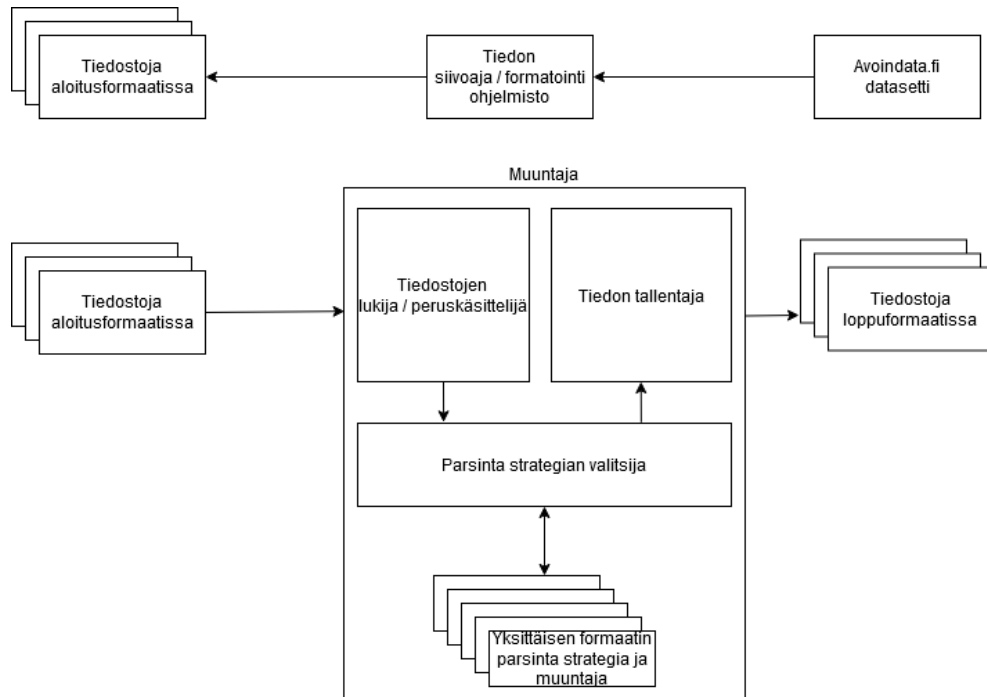 Tiedostoja
aloitusformaatissa
Tiedon
siivoaja / formatointi
ohjelmisto
Avoindata.fi
datasetti
Muuntaja
Tiedostoja
aloitusformaatissa
Tiedostojen
lukija / peruskäsittelijä
Tiedon tallentaja
Tiedostoja
loppuformaatissa
Parsinta strategian valitsija
Yksittäisen formaatin
parsinta strategia ja
muuntaja